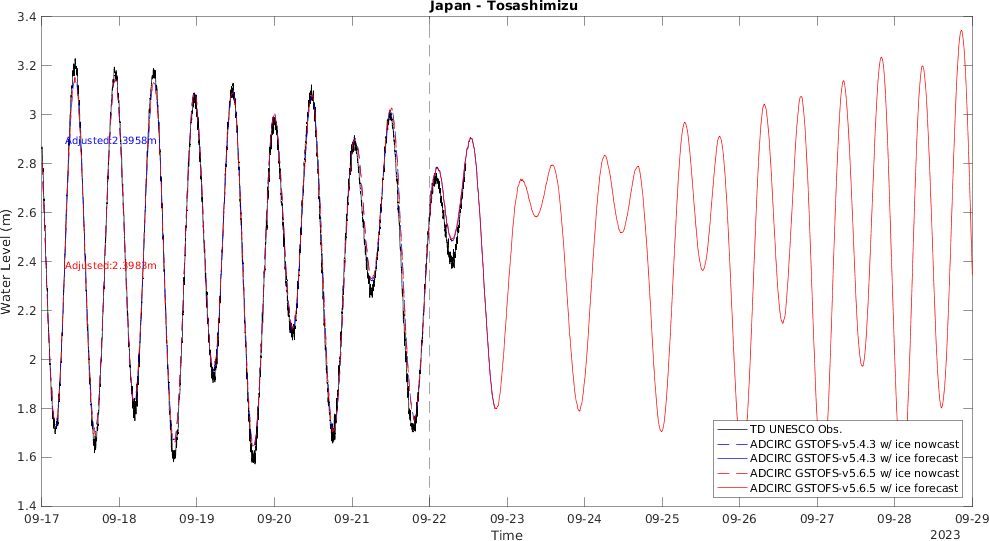 Japan - Tosashimizu
3.4
3.2
3
2.8
2.6
2.4
2.2
2
1.8
1.6
1.4
Water Level (m)
Adjusted:2.3958m
Adjusted:2.3983m
TD UNESCO Obs.
ADCIRC GSTOFS-v5.4.3 w/ ice nowcast
ADCIRC GSTOFS-v5.4.3 w/ ice forecast
ADCIRC GSTOFS-v5.6.5 w/ ice nowcast
ADCIRC GSTOFS-v5.6.5 w/ ice forecast
09-17 09-18 09-19 09-20 09-21 09-22 09-23 09-24 09-25 09-26 09-27 09-28 09-29
Time
2023